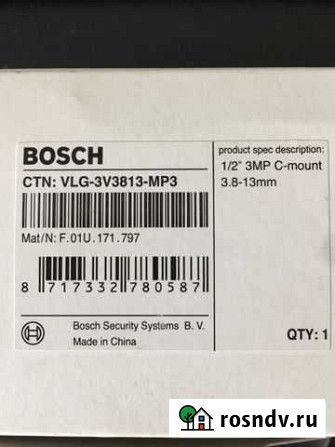 BOSCH
CTN: VLG-3V3813-MP3
Mat/N: F.01U.171.797
8 717332 780587
Bosch Security Systems B. V.
Made in China
product spec description:
1/2" 3MP C-mount
3.8-13mm
QTY: 1
rosndv.ru